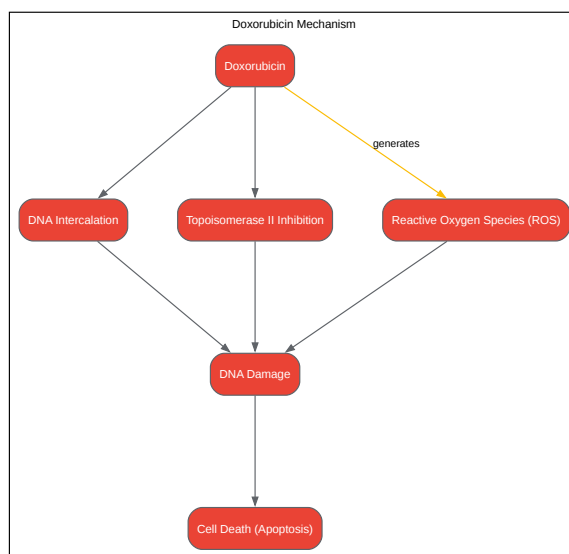 Doxorubicin Mechanism
Doxorubicin
generates
DNA Intercalation
Topoisomerase II Inhibition
Reactive Oxygen Species (ROS)
DNA Damage
Cell Death (Apoptosis)